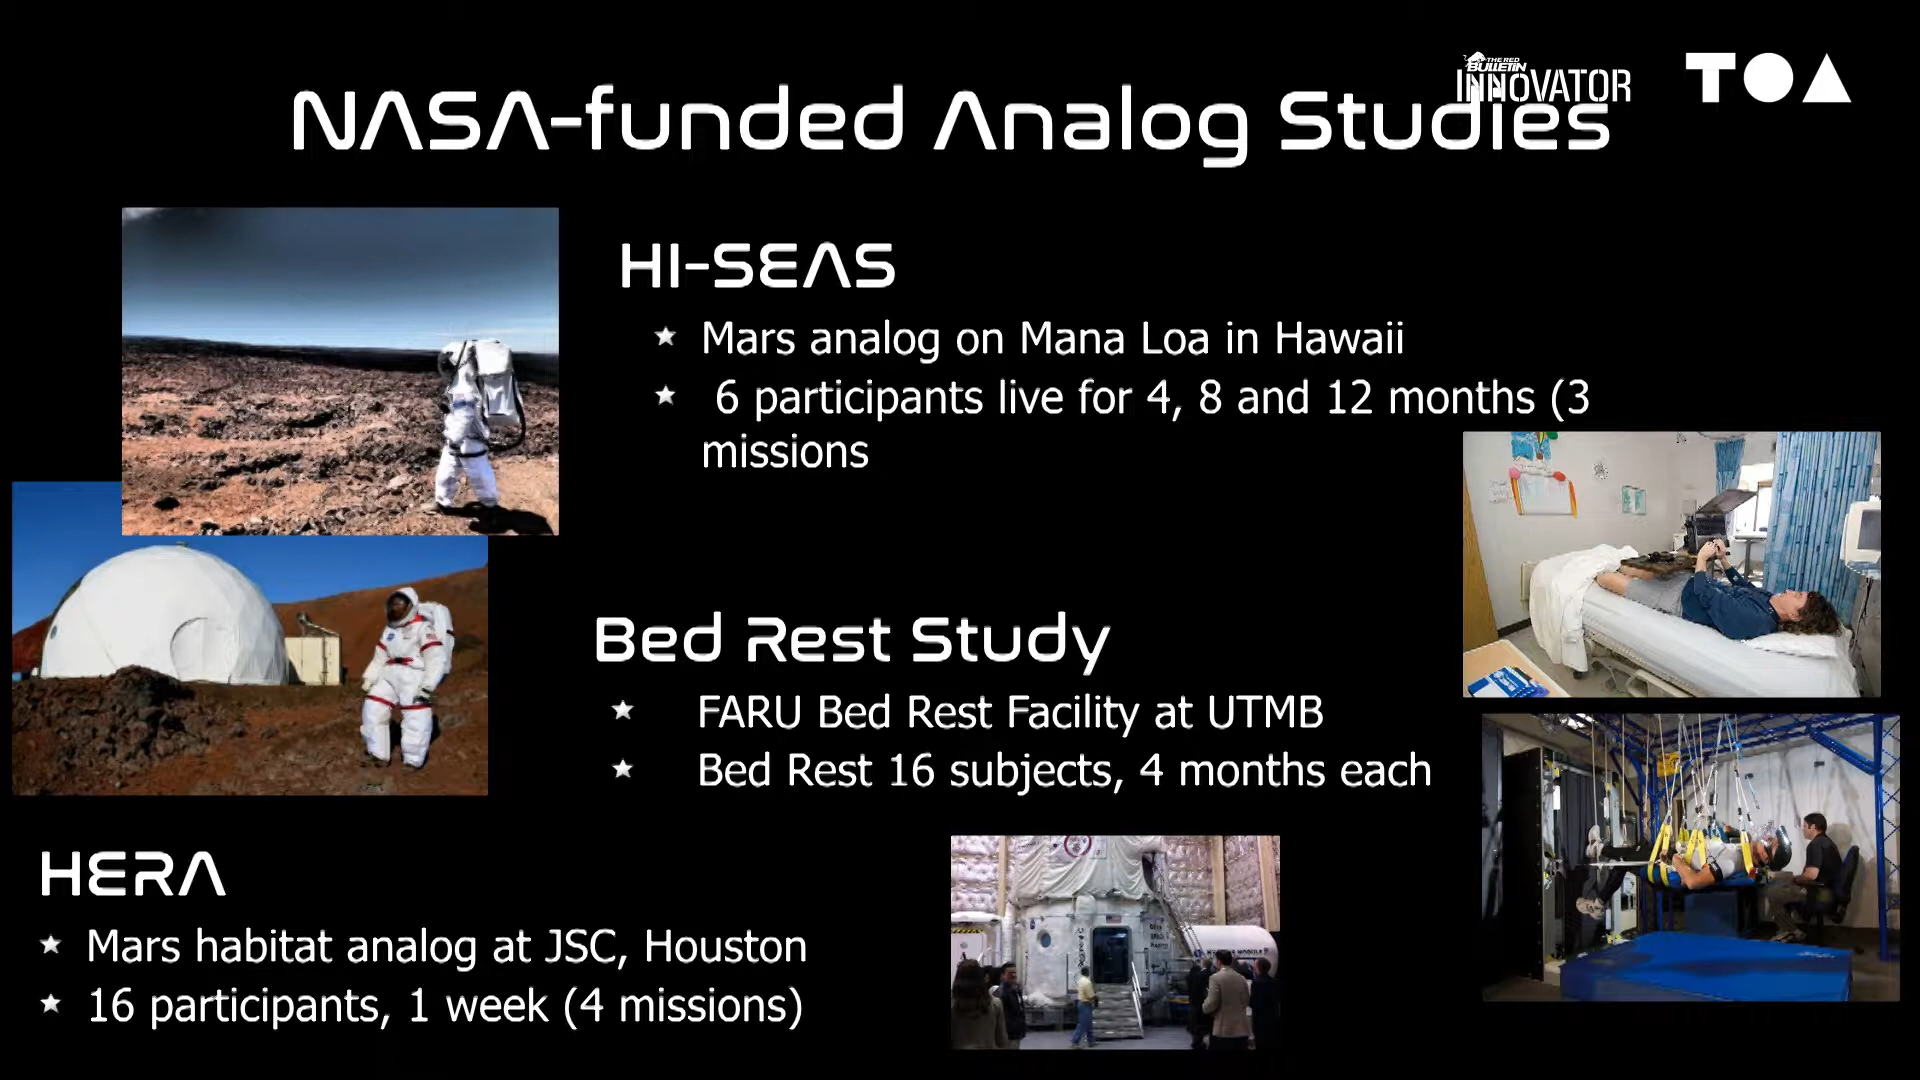 THE RED
BULLETIN
INNOVATOR
TOA
NASA-funded Analog Studies
HI-SEAS
Mars analog on Mana Loa in Hawaii
6 participants live for 4, 8 and 12 months (3
missions
Bed Rest Study
FARU Bed Rest Facility at UTMB
Bed Rest 16 subjects, 4 months each
HERA
Mars habitat analog at JSC, Houston
16 participants, 1 week (4 missions)